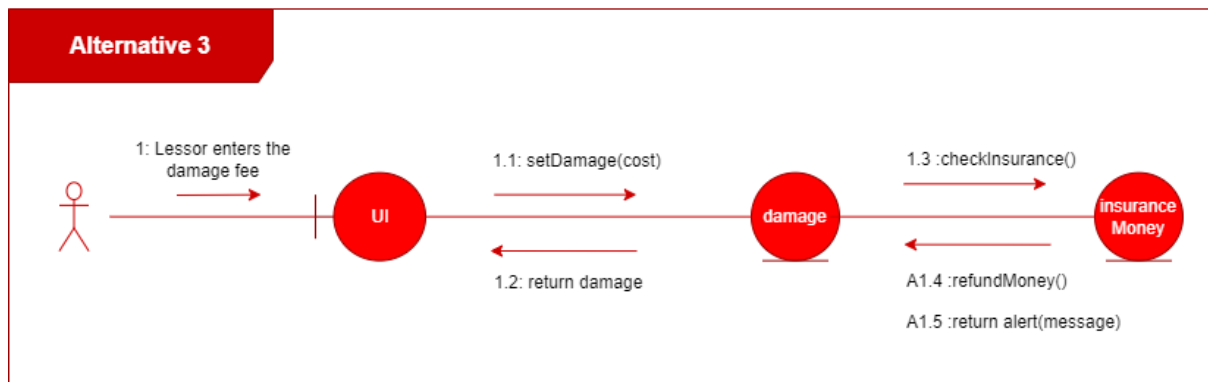 Alternative 3
1: Lessor enters the
damage fee
1.1: setDamage(cost)
1.3 :checkInsurance()
UI
damage
insurance
Money
1.2: return damage
A1.4 :refundMoney()
A1.5 :return alert(message)